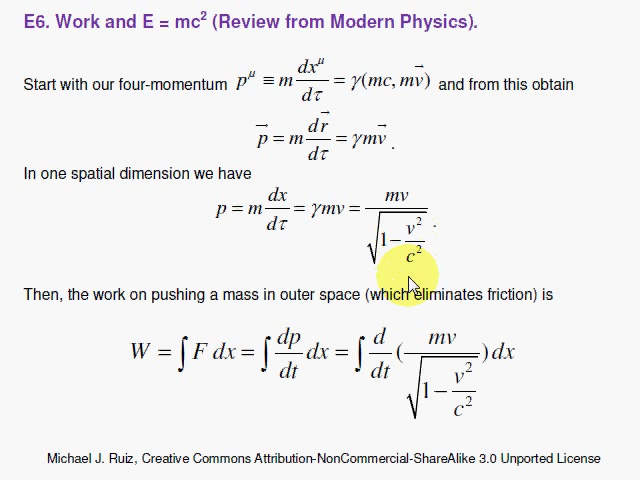 E6. Work and E = mc² (Review from Modern Physics).
Start with our four-momentum p^μ ≡ m dx^μ/dτ = γ(mc, mv⃗) and from this obtain
p⃗ = m dr⃗/dτ = γmv⃗ .
In one spatial dimension we have
p = m dx/dτ = γmv = mv/√(1 − v²/c²) .
Then, the work on pushing a mass in outer space (which eliminates friction) is
W = ∫ F dx = ∫ dp/dt dx = ∫ d/dt ( mv/√(1 − v²/c²) ) dx
Michael J. Ruiz, Creative Commons Attribution-NonCommercial-ShareAlike 3.0 Unported License